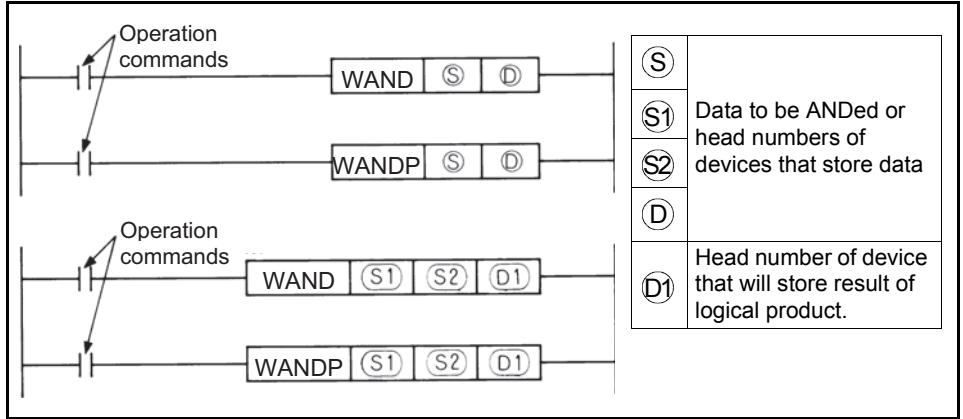 Operation
commands
WAND Ⓢ Ⓓ
WANDP Ⓢ Ⓓ
Operation
commands
WAND S1 S2 D1
WANDP S1 S2 D1
Ⓢ
S1
S2
Ⓓ
Data to be ANDed or
head numbers of
devices that store data
D1
Head number of device
that will store result of
logical product.